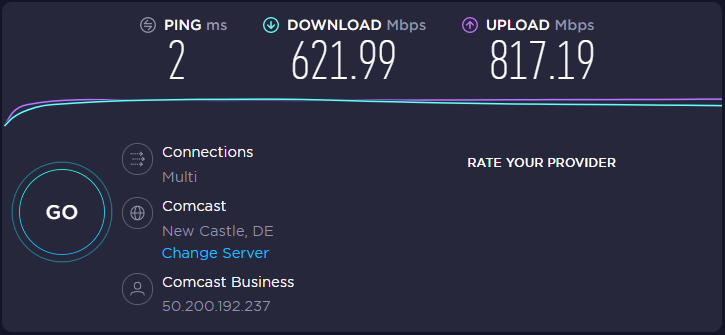 PING ms
DOWNLOAD Mbps
UPLOAD Mbps
2
621.99
817.19
Connections
Multi
RATE YOUR PROVIDER
GO
Comcast
New Castle, DE
Change Server
Comcast Business
50.200.192.237